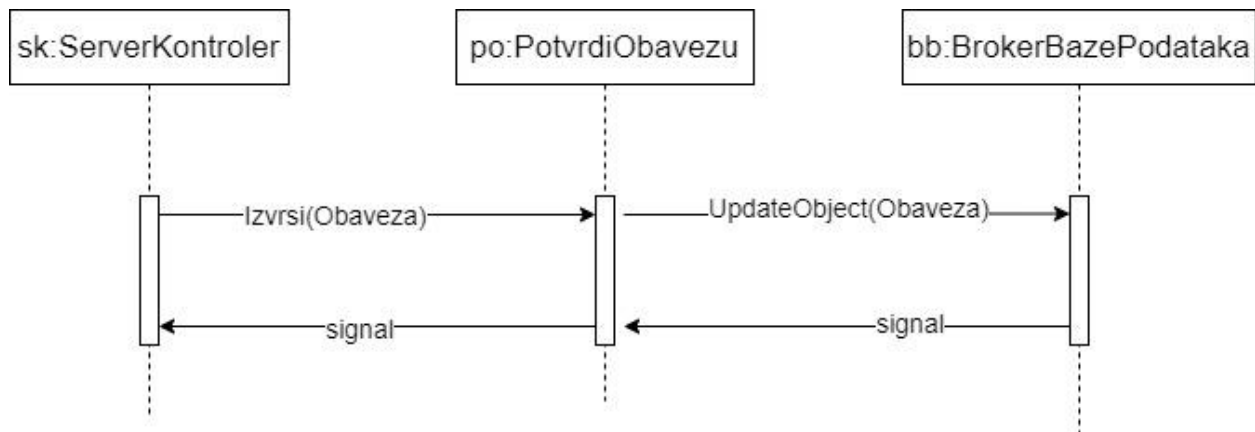 sk:ServerKontroler
po:PotvrdiObavezu
bb:BrokerBazePodataka
Izvrsi(Obaveza)
UpdateObject(Obaveza)
signal
signal